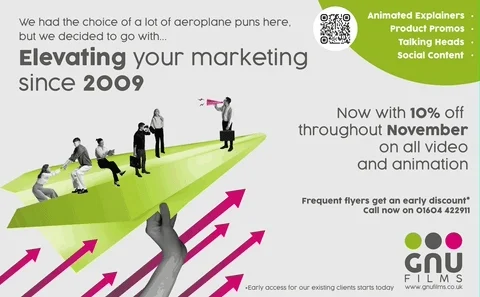 We had the choice of a lot of aeroplane puns here,
but we decided to go with...
Elevating your marketing
since 2009
Animated Explainers •
Product Promos •
Talking Heads •
Social Content •
Now with 10% off
throughout November
on all video
and animation
Frequent flyers get an early discount*
Call now on 01604 422911
GNU
FILMS
www.gnufilms.co.uk
*Early access for our existing clients starts today